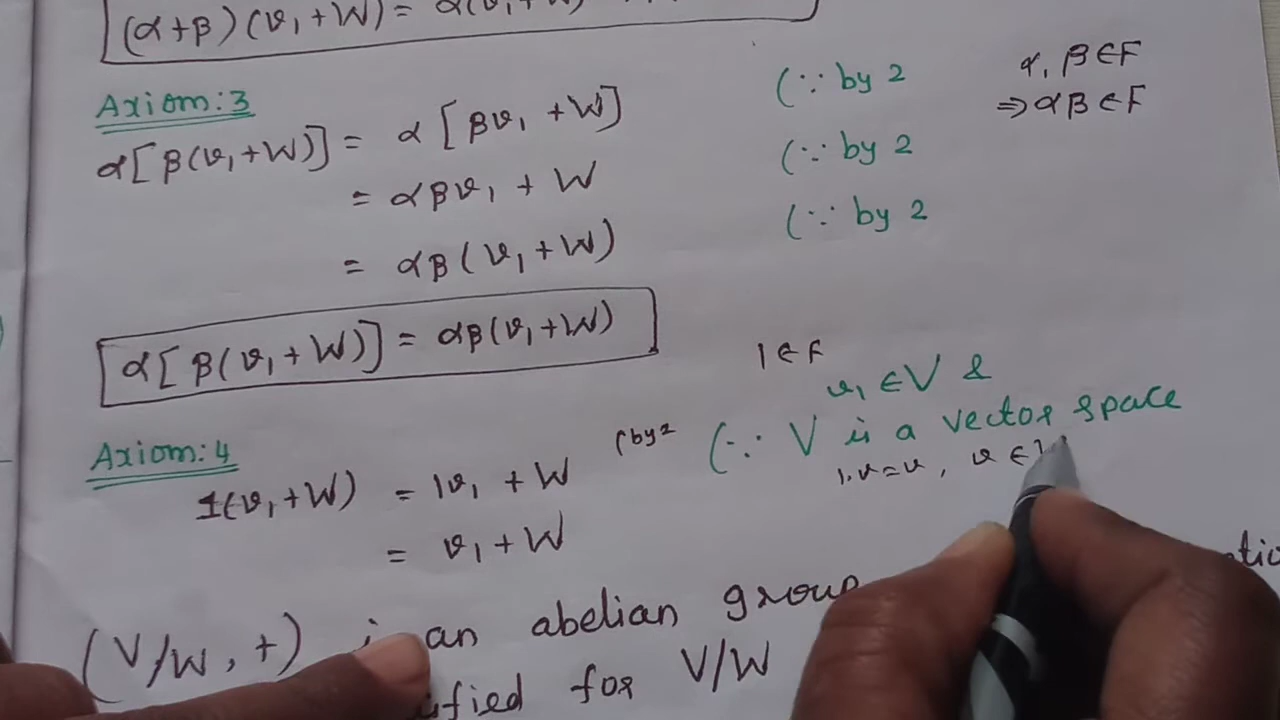 (α+β)(v₁+W) = α(v₁+W)
Axiom:3
α[β(v₁+W)] = α[βv₁ +W] (∵ by 2
α, β∈F
⇒ αβ∈F
= αβv₁ + W (∵ by 2
= αβ(v₁+W) (∵ by 2
α[β(v₁+W)] = αβ(v₁+W)
1∈F
v₁∈V &
Axiom:4
(by 2 (∵ V is a vector space
1.v=v, v∈
1(v₁+W) = 1v₁ + W
= v₁+W
(V/W, +) is an abelian group
for V/W